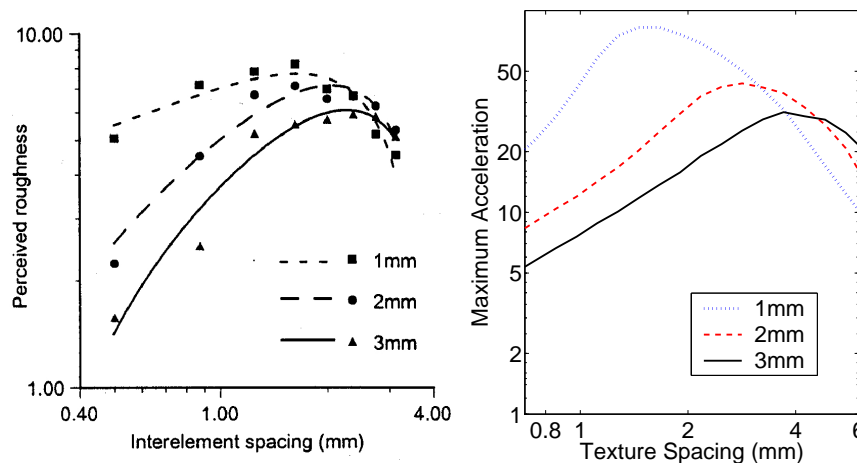 10.00
Perceived roughness
1mm
2mm
3mm
1.00
0.40
1.00
4.00
Interelement spacing (mm)
50
20
10
5
2
1
Maximum Acceleration
1mm
2mm
3mm
0.8
1
2
4
6
Texture Spacing (mm)